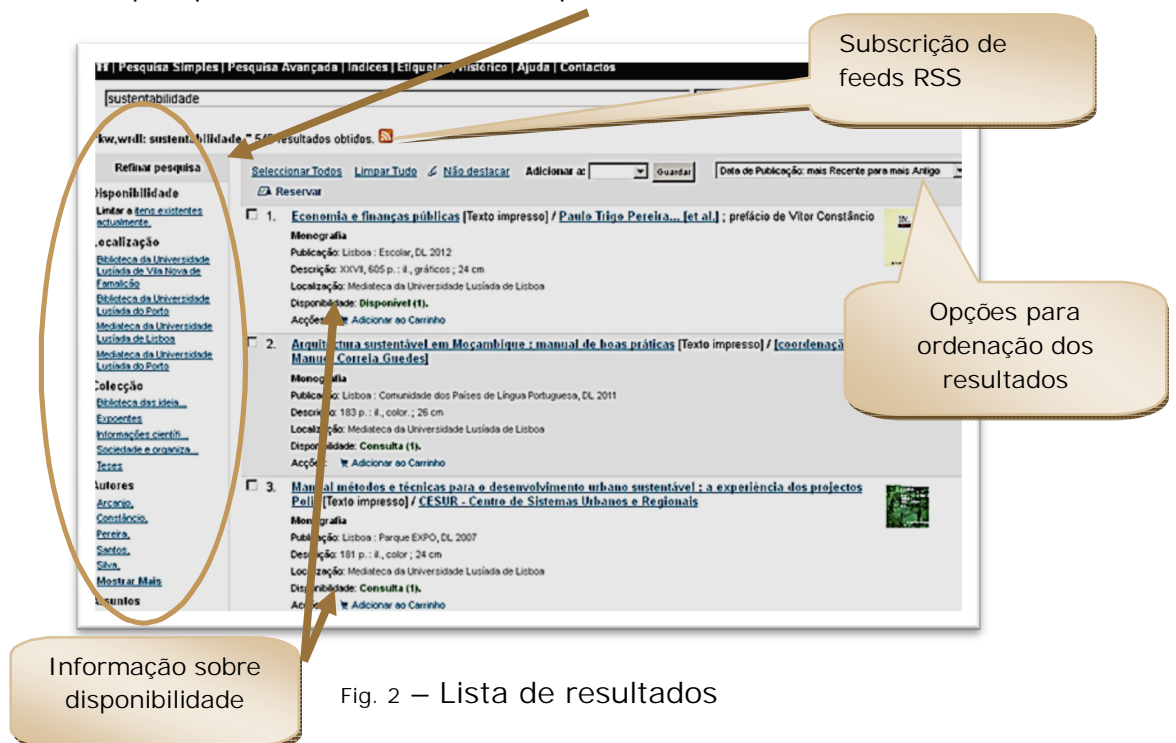 Subscrição de
feeds RSS
| Pesquisa Simples | Pesquisa Avançada | Indices | Etiquetas | Histórico | Ajuda | Contactos
sustentabilidade
kw,wrdl: sustentabilidade resultados obtidos.
Refinar pesquisa
Seleccionar Todos Limpar Tudo Não destacar Adicionar a: Guardar Data de Publicação: mais Recente para mais Antigo
Reservar
Disponibilidade
Limitar a itens existentes
actualmente.
Localização
Biblioteca da Universidade
Lusíada de Vila Nova de
Famalicão
Biblioteca da Universidade
Lusíada do Porto
Mediateca da Universidade
Lusíada de Lisboa
Mediateca da Universidade
Lusíada do Porto
Colecção
Biblioteca das ideia...
Expoentes
Informações científi...
Sociedade e organiza...
Teses
Autores
Arcanjo,
Constâncio,
Pereira,
Santos,
Silva,
Mostrar Mais
Assuntos
1. Economia e finanças públicas [Texto impresso] / Paulo Trigo Pereira... [et al.] ; prefácio de Vítor Constâncio
Monografia
Publicação: Lisboa : Escolar, DL 2012
Descrição: XXVII, 605 p. : il., gráficos ; 24 cm
Localização: Mediateca da Universidade Lusíada de Lisboa
Disponibilidade: Disponível (1).
Acções: Adicionar ao Carrinho
2. Arquitectura sustentável em Moçambique : manual de boas práticas [Texto impresso] / [coordenação
Manuel Correia Guedes]
Monografia
Publicação: Lisboa : Comunidade dos Países de Língua Portuguesa, DL 2011
Descrição: 183 p. : il., color. ; 26 cm
Localização: Mediateca da Universidade Lusíada de Lisboa
Disponibilidade: Consulta (1).
Acções: Adicionar ao Carrinho
3. Manual métodos e técnicas para o desenvolvimento urbano sustentável : a experiência dos projectos
Polis [Texto impresso] / CESUR - Centro de Sistemas Urbanos e Regionais
Monografia
Publicação: Lisboa : Parque EXPO, DL 2007
Descrição: 181 p. : il., color ; 24 cm
Localização: Mediateca da Universidade Lusíada de Lisboa
Disponibilidade: Consulta (1).
Acções: Adicionar ao Carrinho
Opções para
ordenação dos
resultados
Informação sobre
disponibilidade
Fig. 2 – Lista de resultados